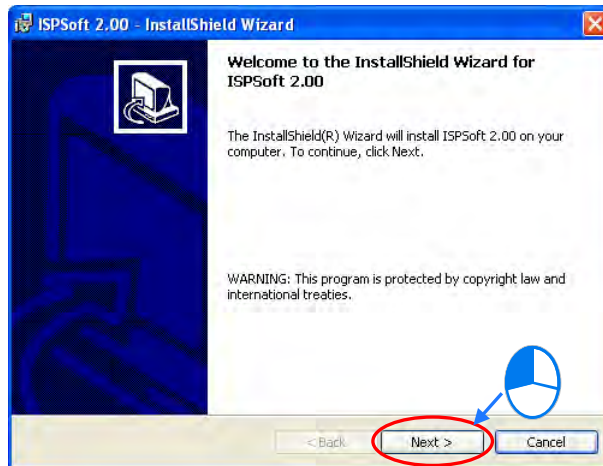 ISPSoft 2.00 - InstallShield Wizard
Welcome to the InstallShield Wizard for
ISPSoft 2.00
The InstallShield(R) Wizard will install ISPSoft 2.00 on your
computer. To continue, click Next.
WARNING: This program is protected by copyright law and
international treaties.
< Back Next > Cancel